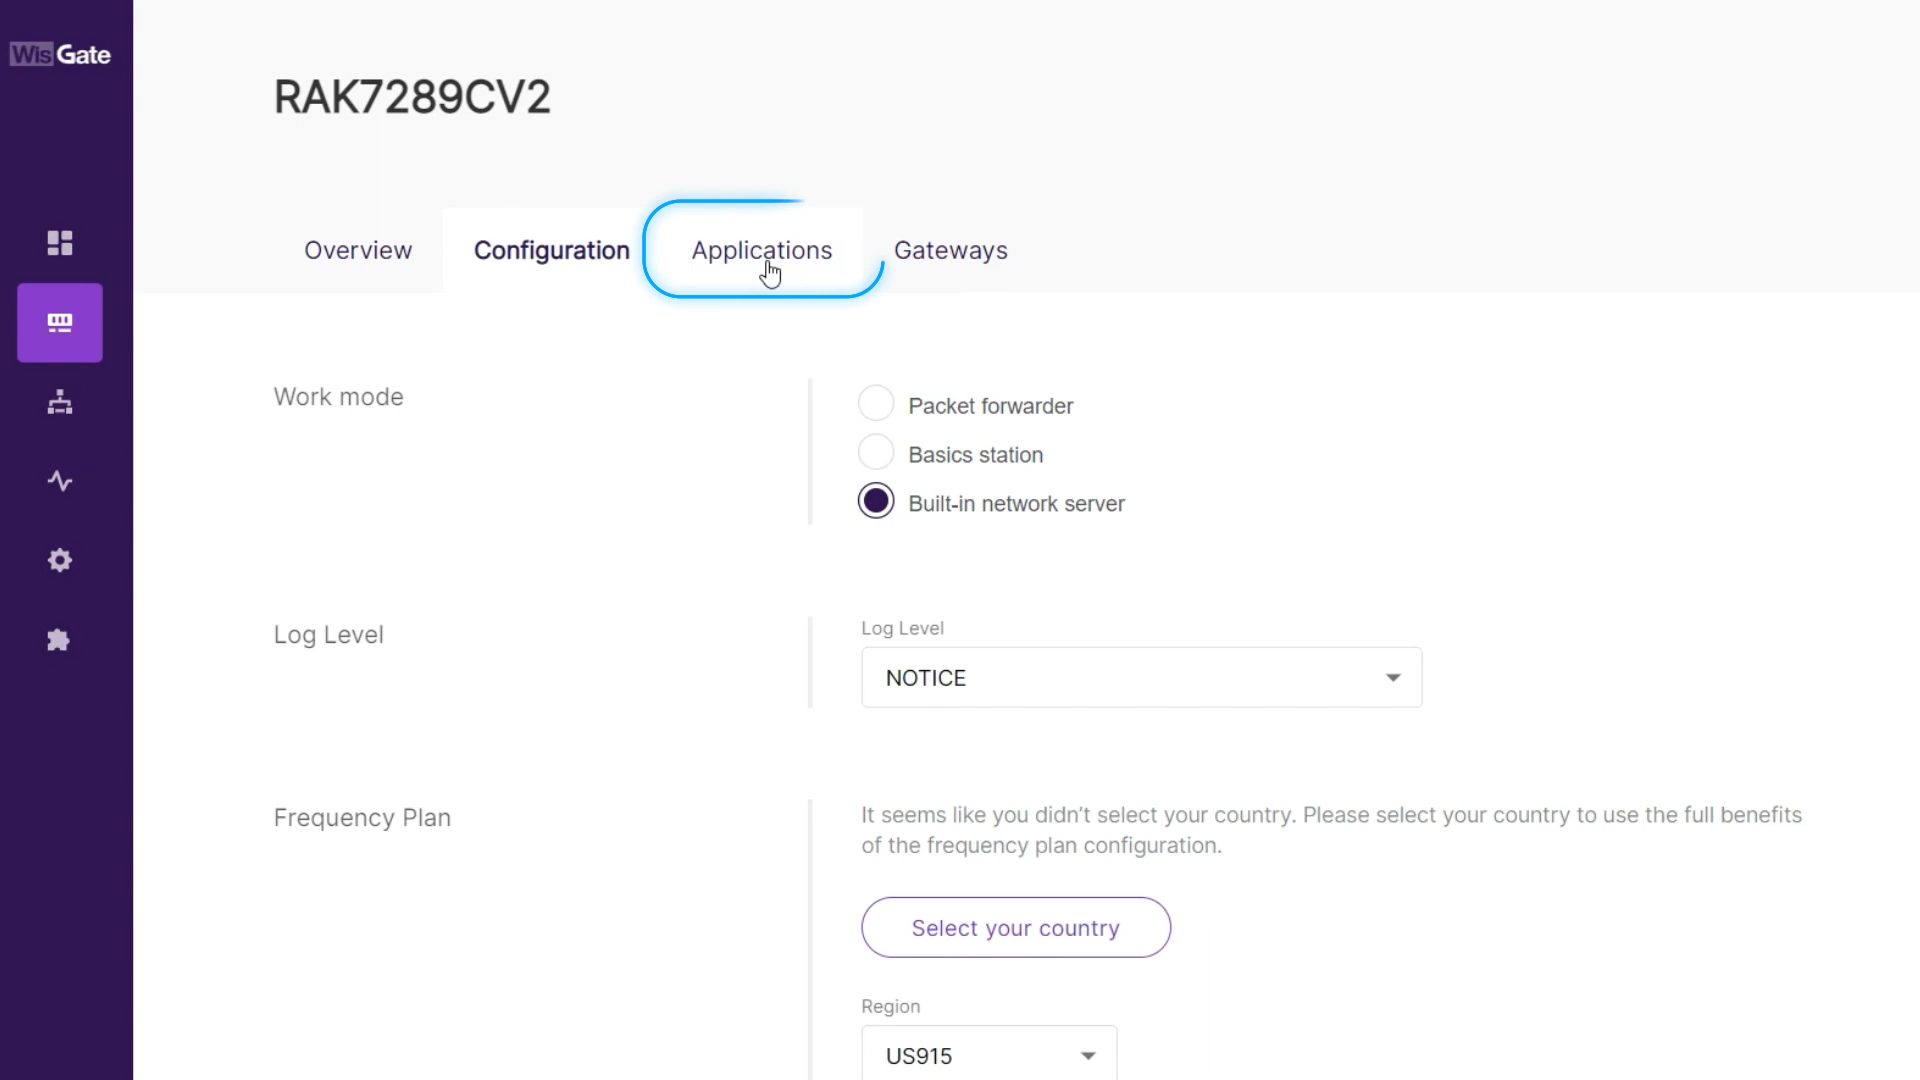 WisGate
RAK7289CV2
Overview
Configuration
Applications
Gateways
Work mode
Packet forwarder
Basics station
Built-in network server
Log Level
Log Level
NOTICE
Frequency Plan
It seems like you didn’t select your country. Please select your country to use the full benefits
of the frequency plan configuration.
Select your country
Region
US915